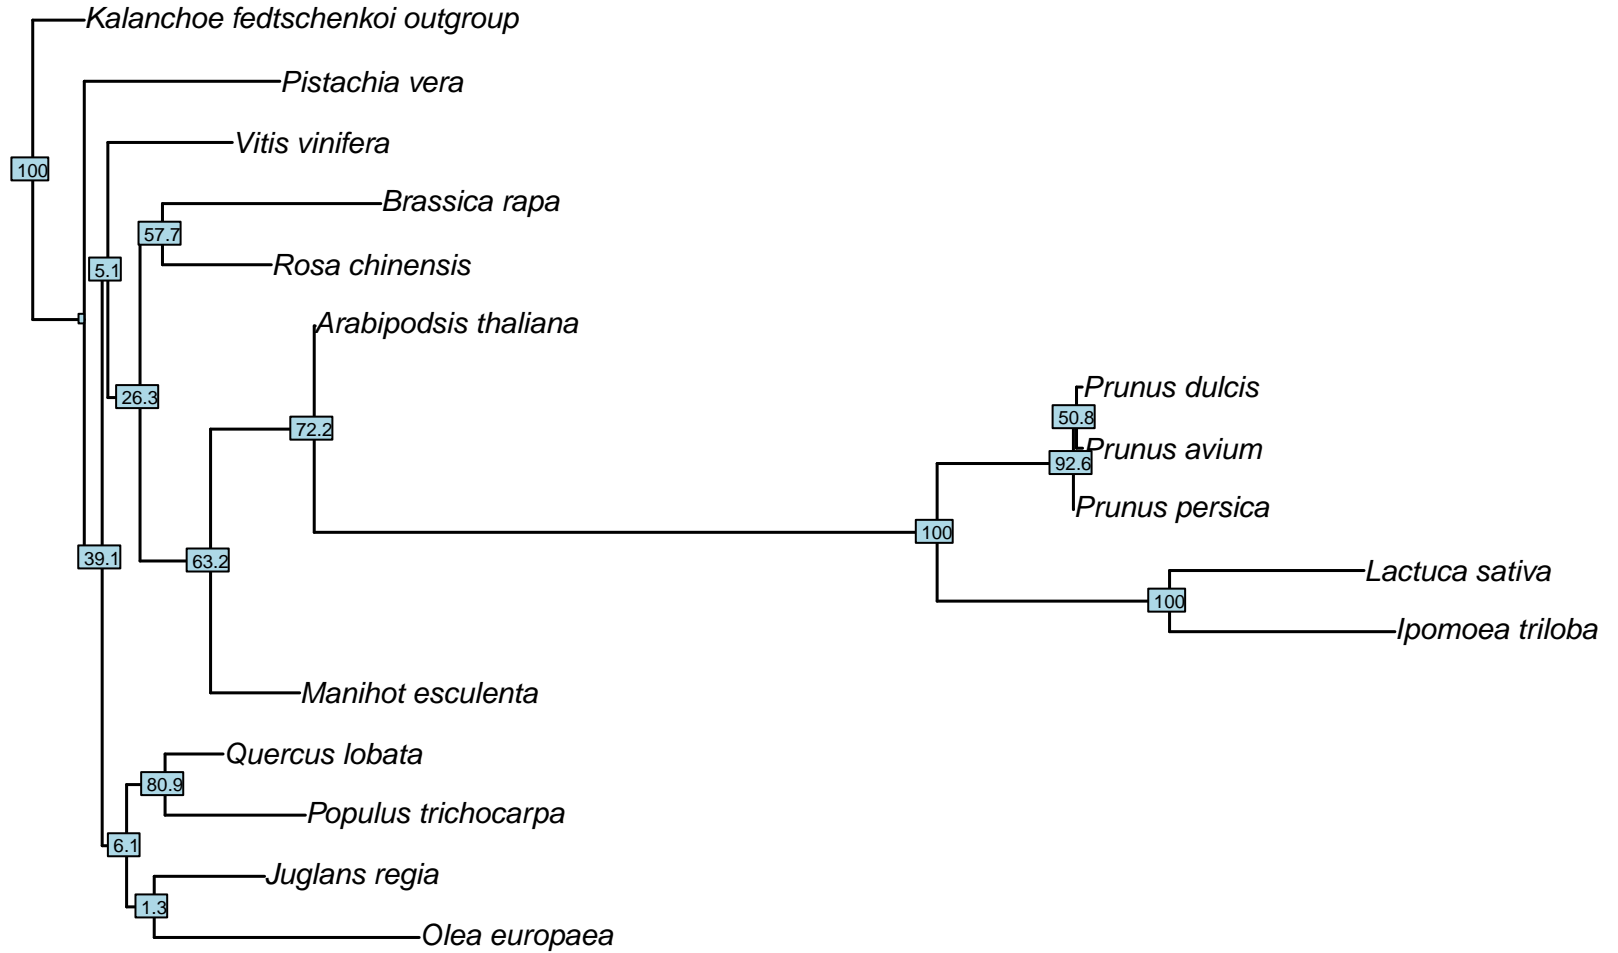 Kalanchoe fedtschenkoi outgroup
Pistachia vera
Vitis vinifera
100
Brassica rapa
57.7
Rosa chinensis
5.1
Arabipodsis thaliana
Prunus dulcis
26.3
50.8
72.2
Prunus avium
92.6
Prunus persica
100
39.1
63.2
Lactuca sativa
100
Ipomoea triloba
Manihot esculenta
Quercus lobata
80.9
Populus trichocarpa
6.1
Juglans regia
1.3
Olea europaea